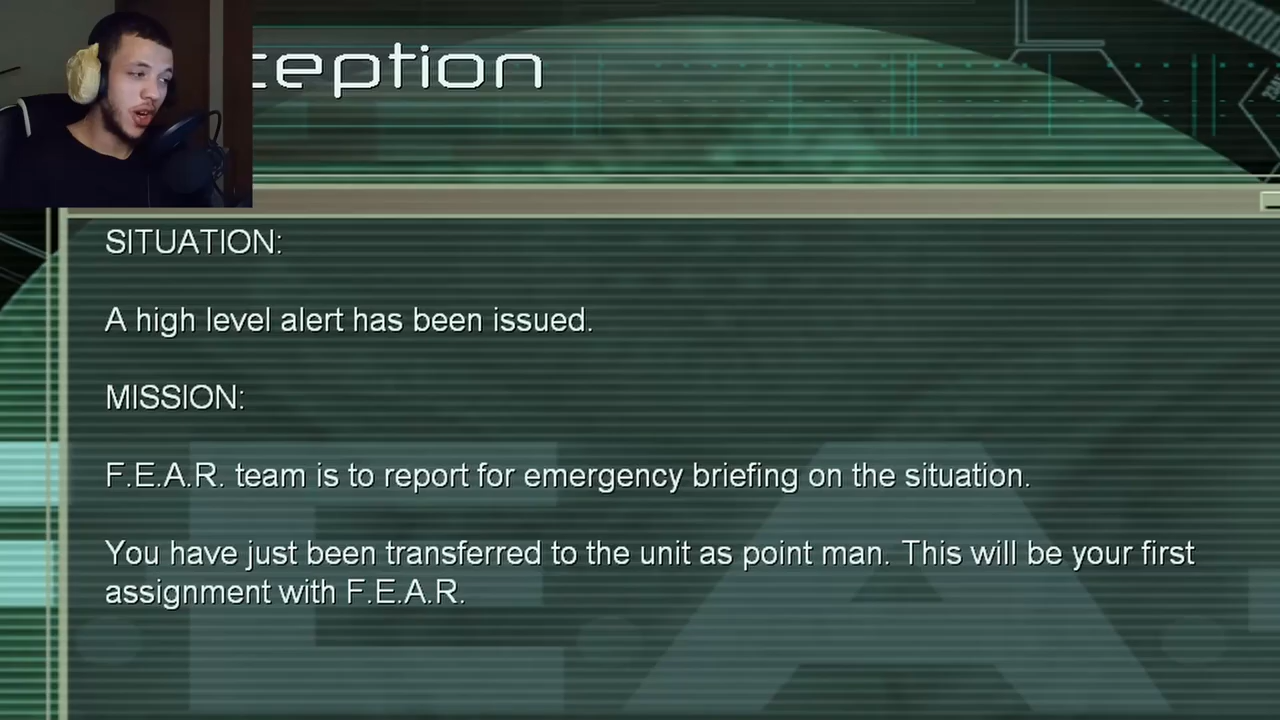 ception
SITUATION:
A high level alert has been issued.
MISSION:
F.E.A.R. team is to report for emergency briefing on the situation.
You have just been transferred to the unit as point man. This will be your first
assignment with F.E.A.R.